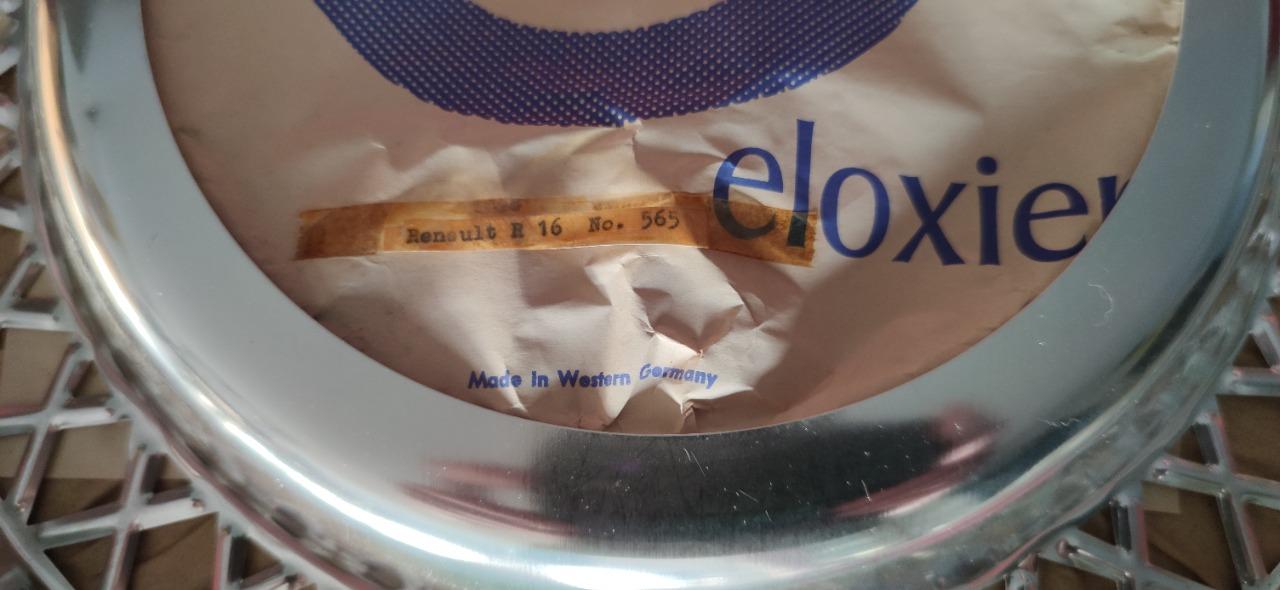 eloxier
Renault R 16 No. 565
Made In Western Germany